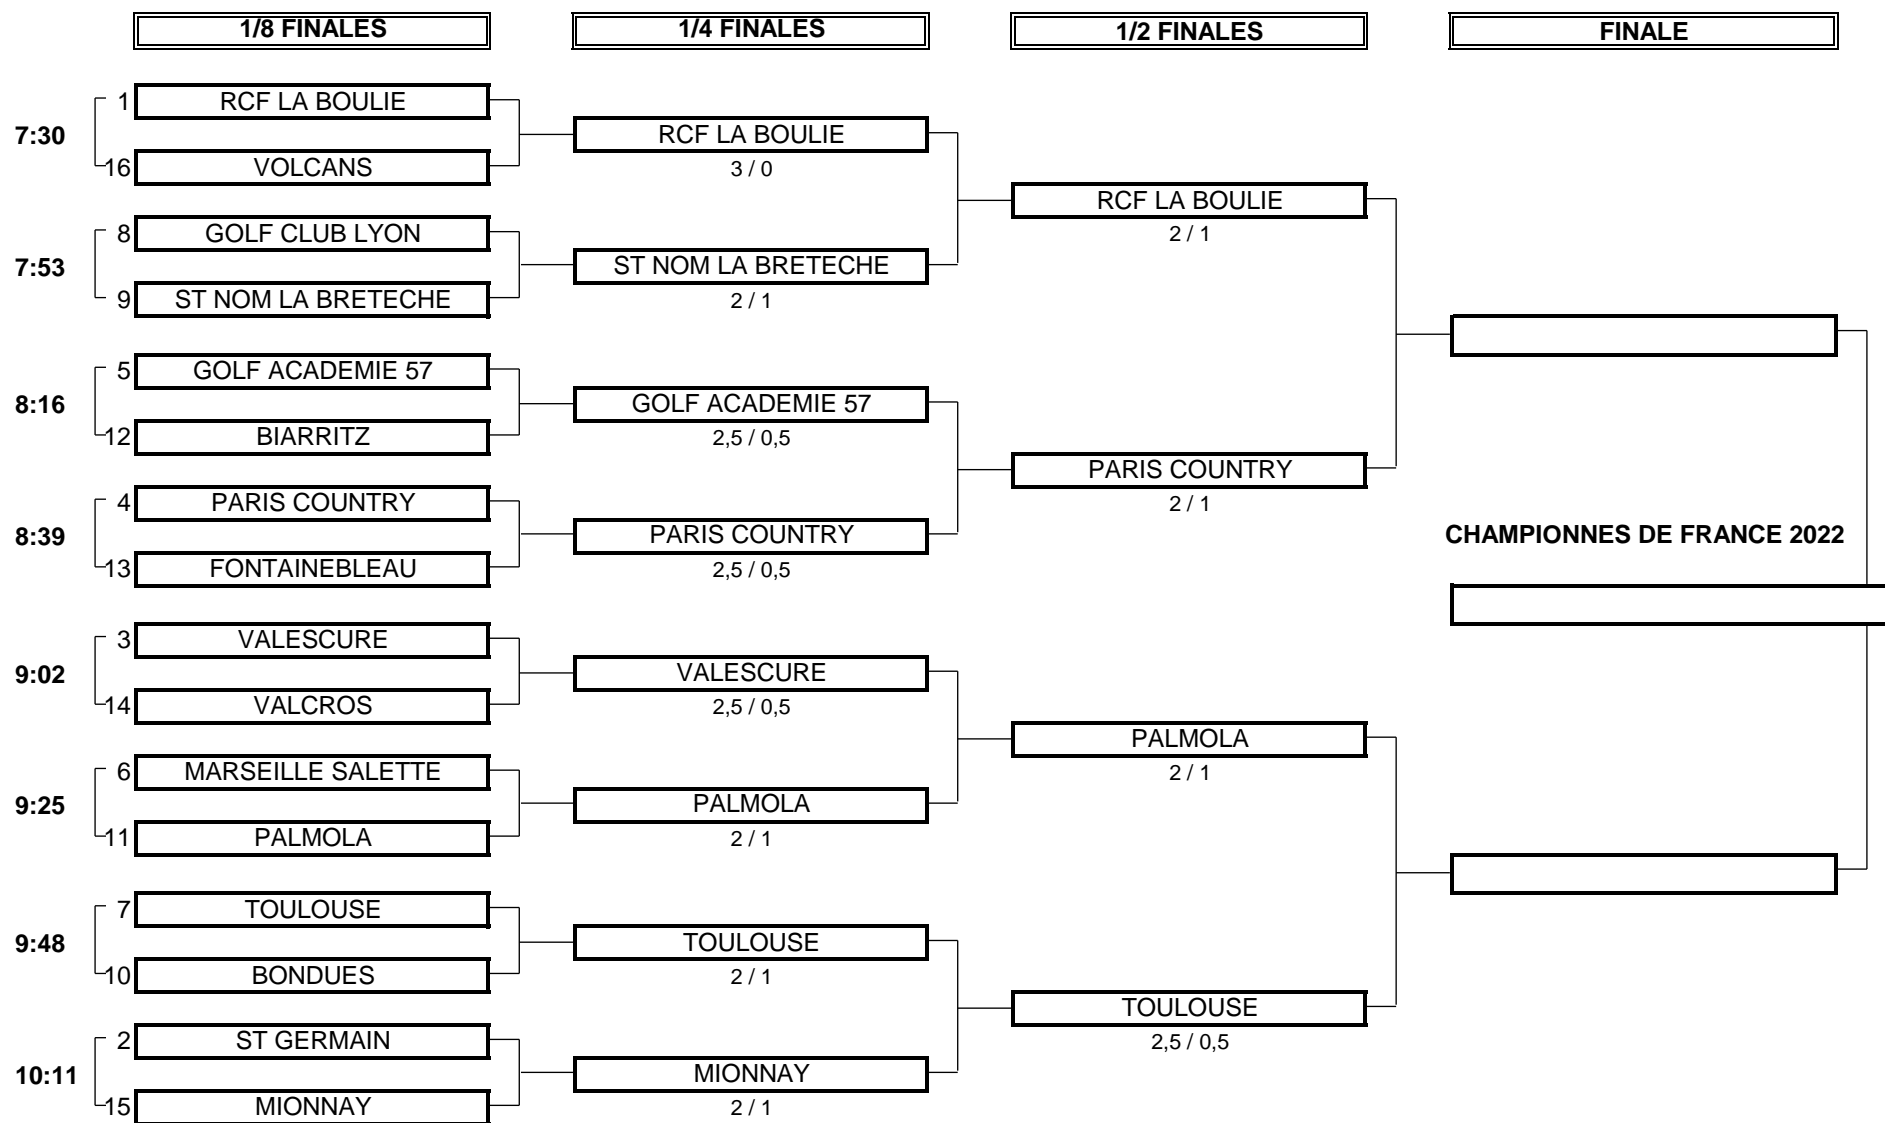 1/8 FINALES
1/4 FINALES
1/2 FINALES
FINALE
1 RCF LA BOULIE
7:30
RCF LA BOULIE
16 VOLCANS
3 / 0
RCF LA BOULIE
8 GOLF CLUB LYON
2 / 1
7:53
ST NOM LA BRETECHE
9 ST NOM LA BRETECHE
2 / 1
5 GOLF ACADEMIE 57
8:16
GOLF ACADEMIE 57
12 BIARRITZ
2,5 / 0,5
PARIS COUNTRY
4 PARIS COUNTRY
2 / 1
8:39
PARIS COUNTRY
CHAMPIONNES DE FRANCE 2022
13 FONTAINEBLEAU
2,5 / 0,5
3 VALESCURE
9:02
VALESCURE
14 VALCROS
2,5 / 0,5
PALMOLA
6 MARSEILLE SALETTE
2 / 1
9:25
PALMOLA
11 PALMOLA
2 / 1
7 TOULOUSE
9:48
TOULOUSE
10 BONDUES
2 / 1
TOULOUSE
2 ST GERMAIN
2,5 / 0,5
10:11
MIONNAY
15 MIONNAY
2 / 1